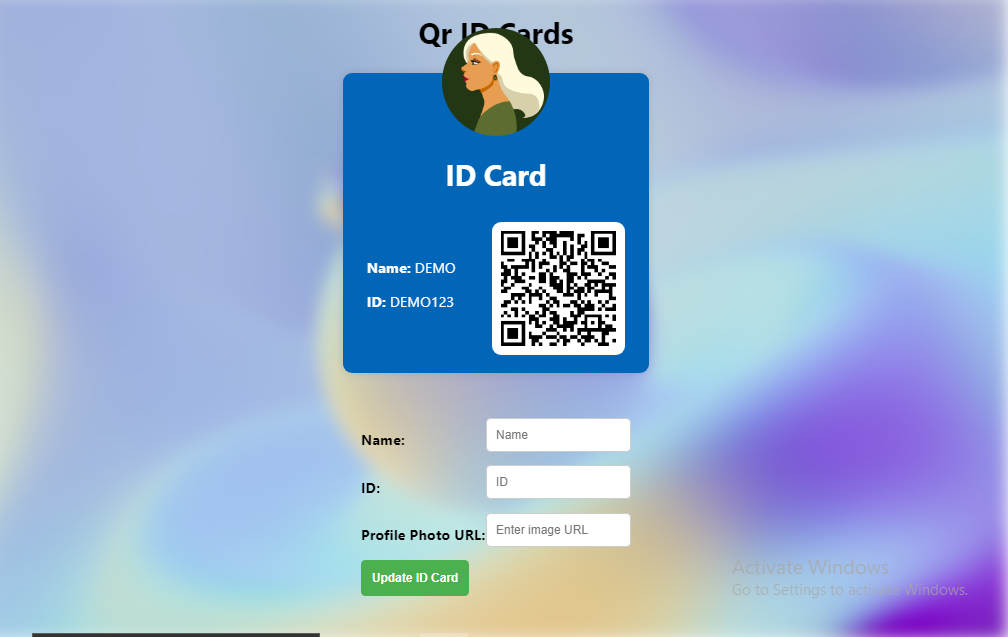 Qr ID Cards
ID Card
Name: DEMO
ID: DEMO123
Name:
Name
ID:
ID
Profile Photo URL:
Enter image URL
Update ID Card
Activate Windows
Go to Settings to activate Windows.